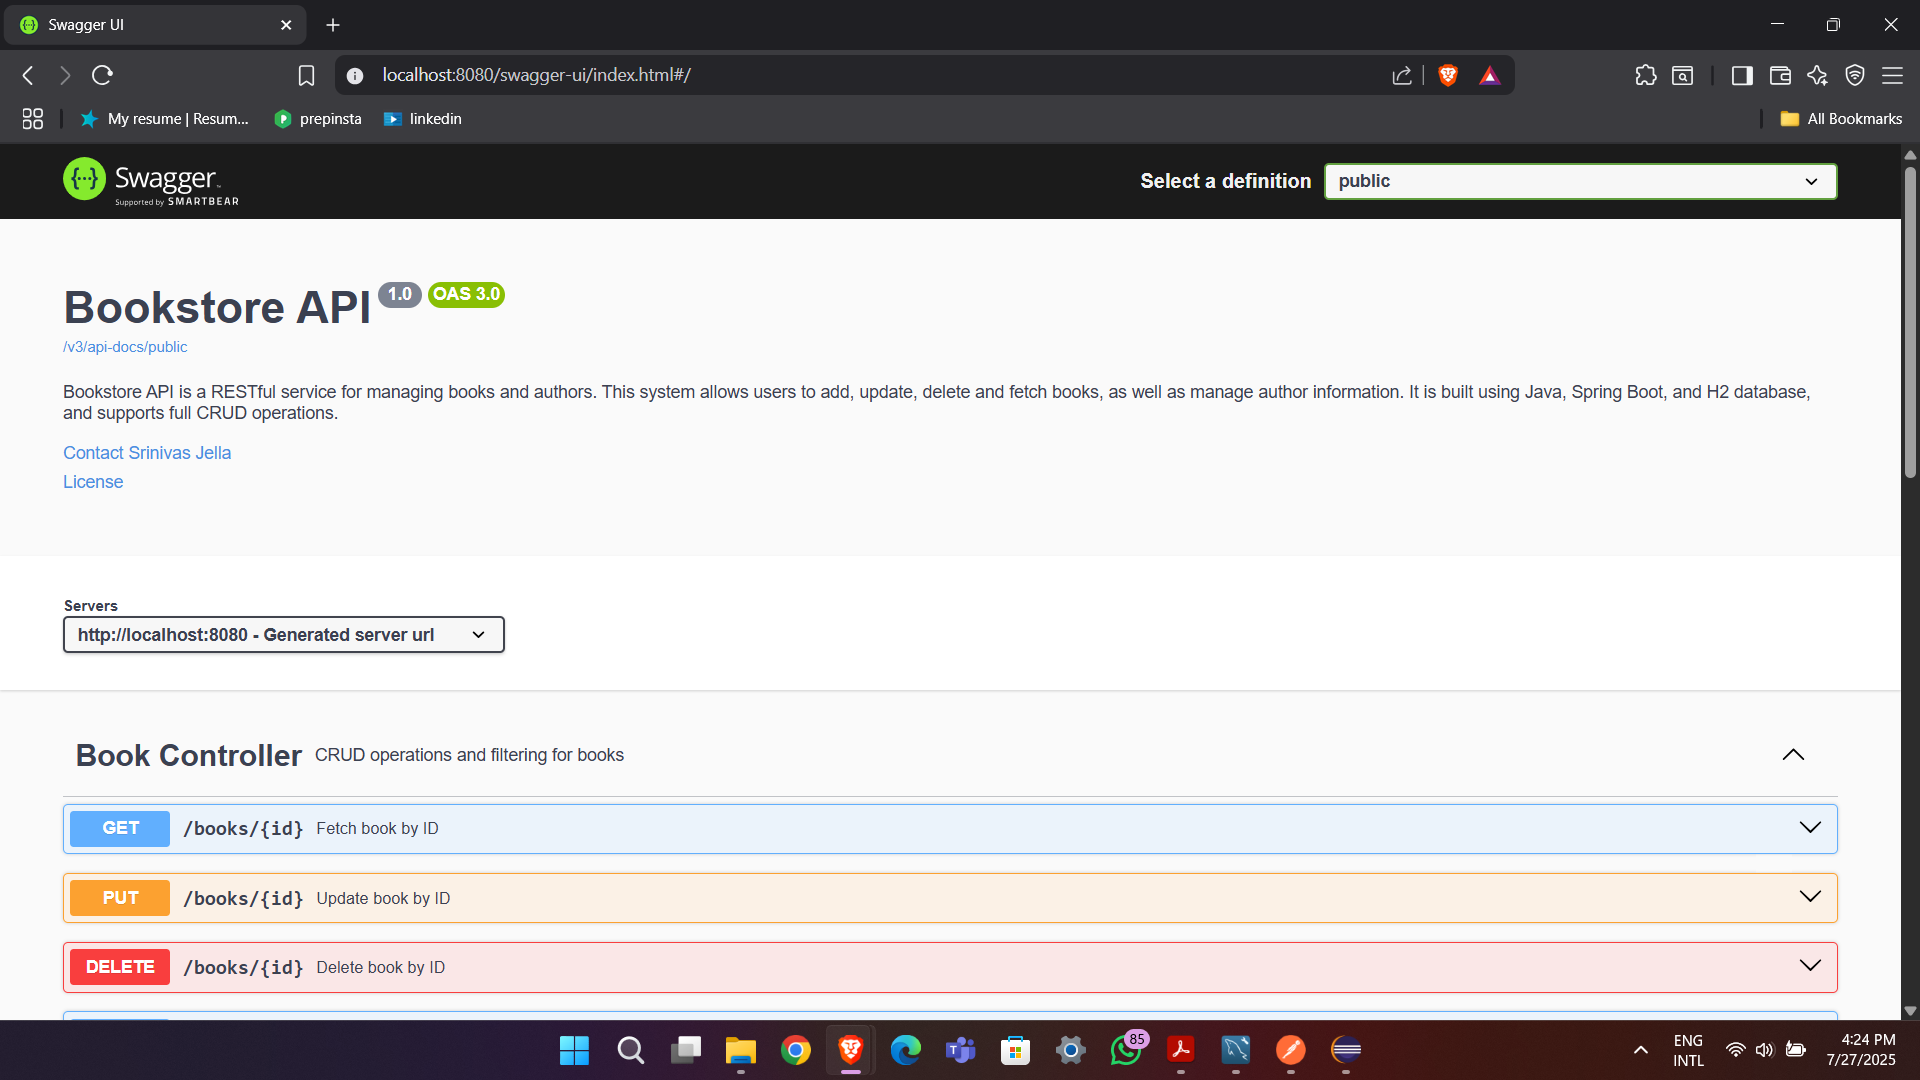 Swagger UI
localhost:8080/swagger-ui/index.html#/
My resume | Resum...
prepinsta
linkedin
All Bookmarks
Swagger
Supported by SMARTBEAR
Select a definition
public
Bookstore API 1.0 OAS 3.0
/v3/api-docs/public
Bookstore API is a RESTful service for managing books and authors. This system allows users to add, update, delete and fetch books, as well as manage author information. It is built using Java, Spring Boot, and H2 database,
and supports full CRUD operations.
Contact Srinivas Jella
License
Servers
http://localhost:8080 - Generated server url
Book Controller CRUD operations and filtering for books
GET /books/{id} Fetch book by ID
PUT /books/{id} Update book by ID
DELETE /books/{id} Delete book by ID
85
ENG
INTL
4:24 PM
7/27/2025